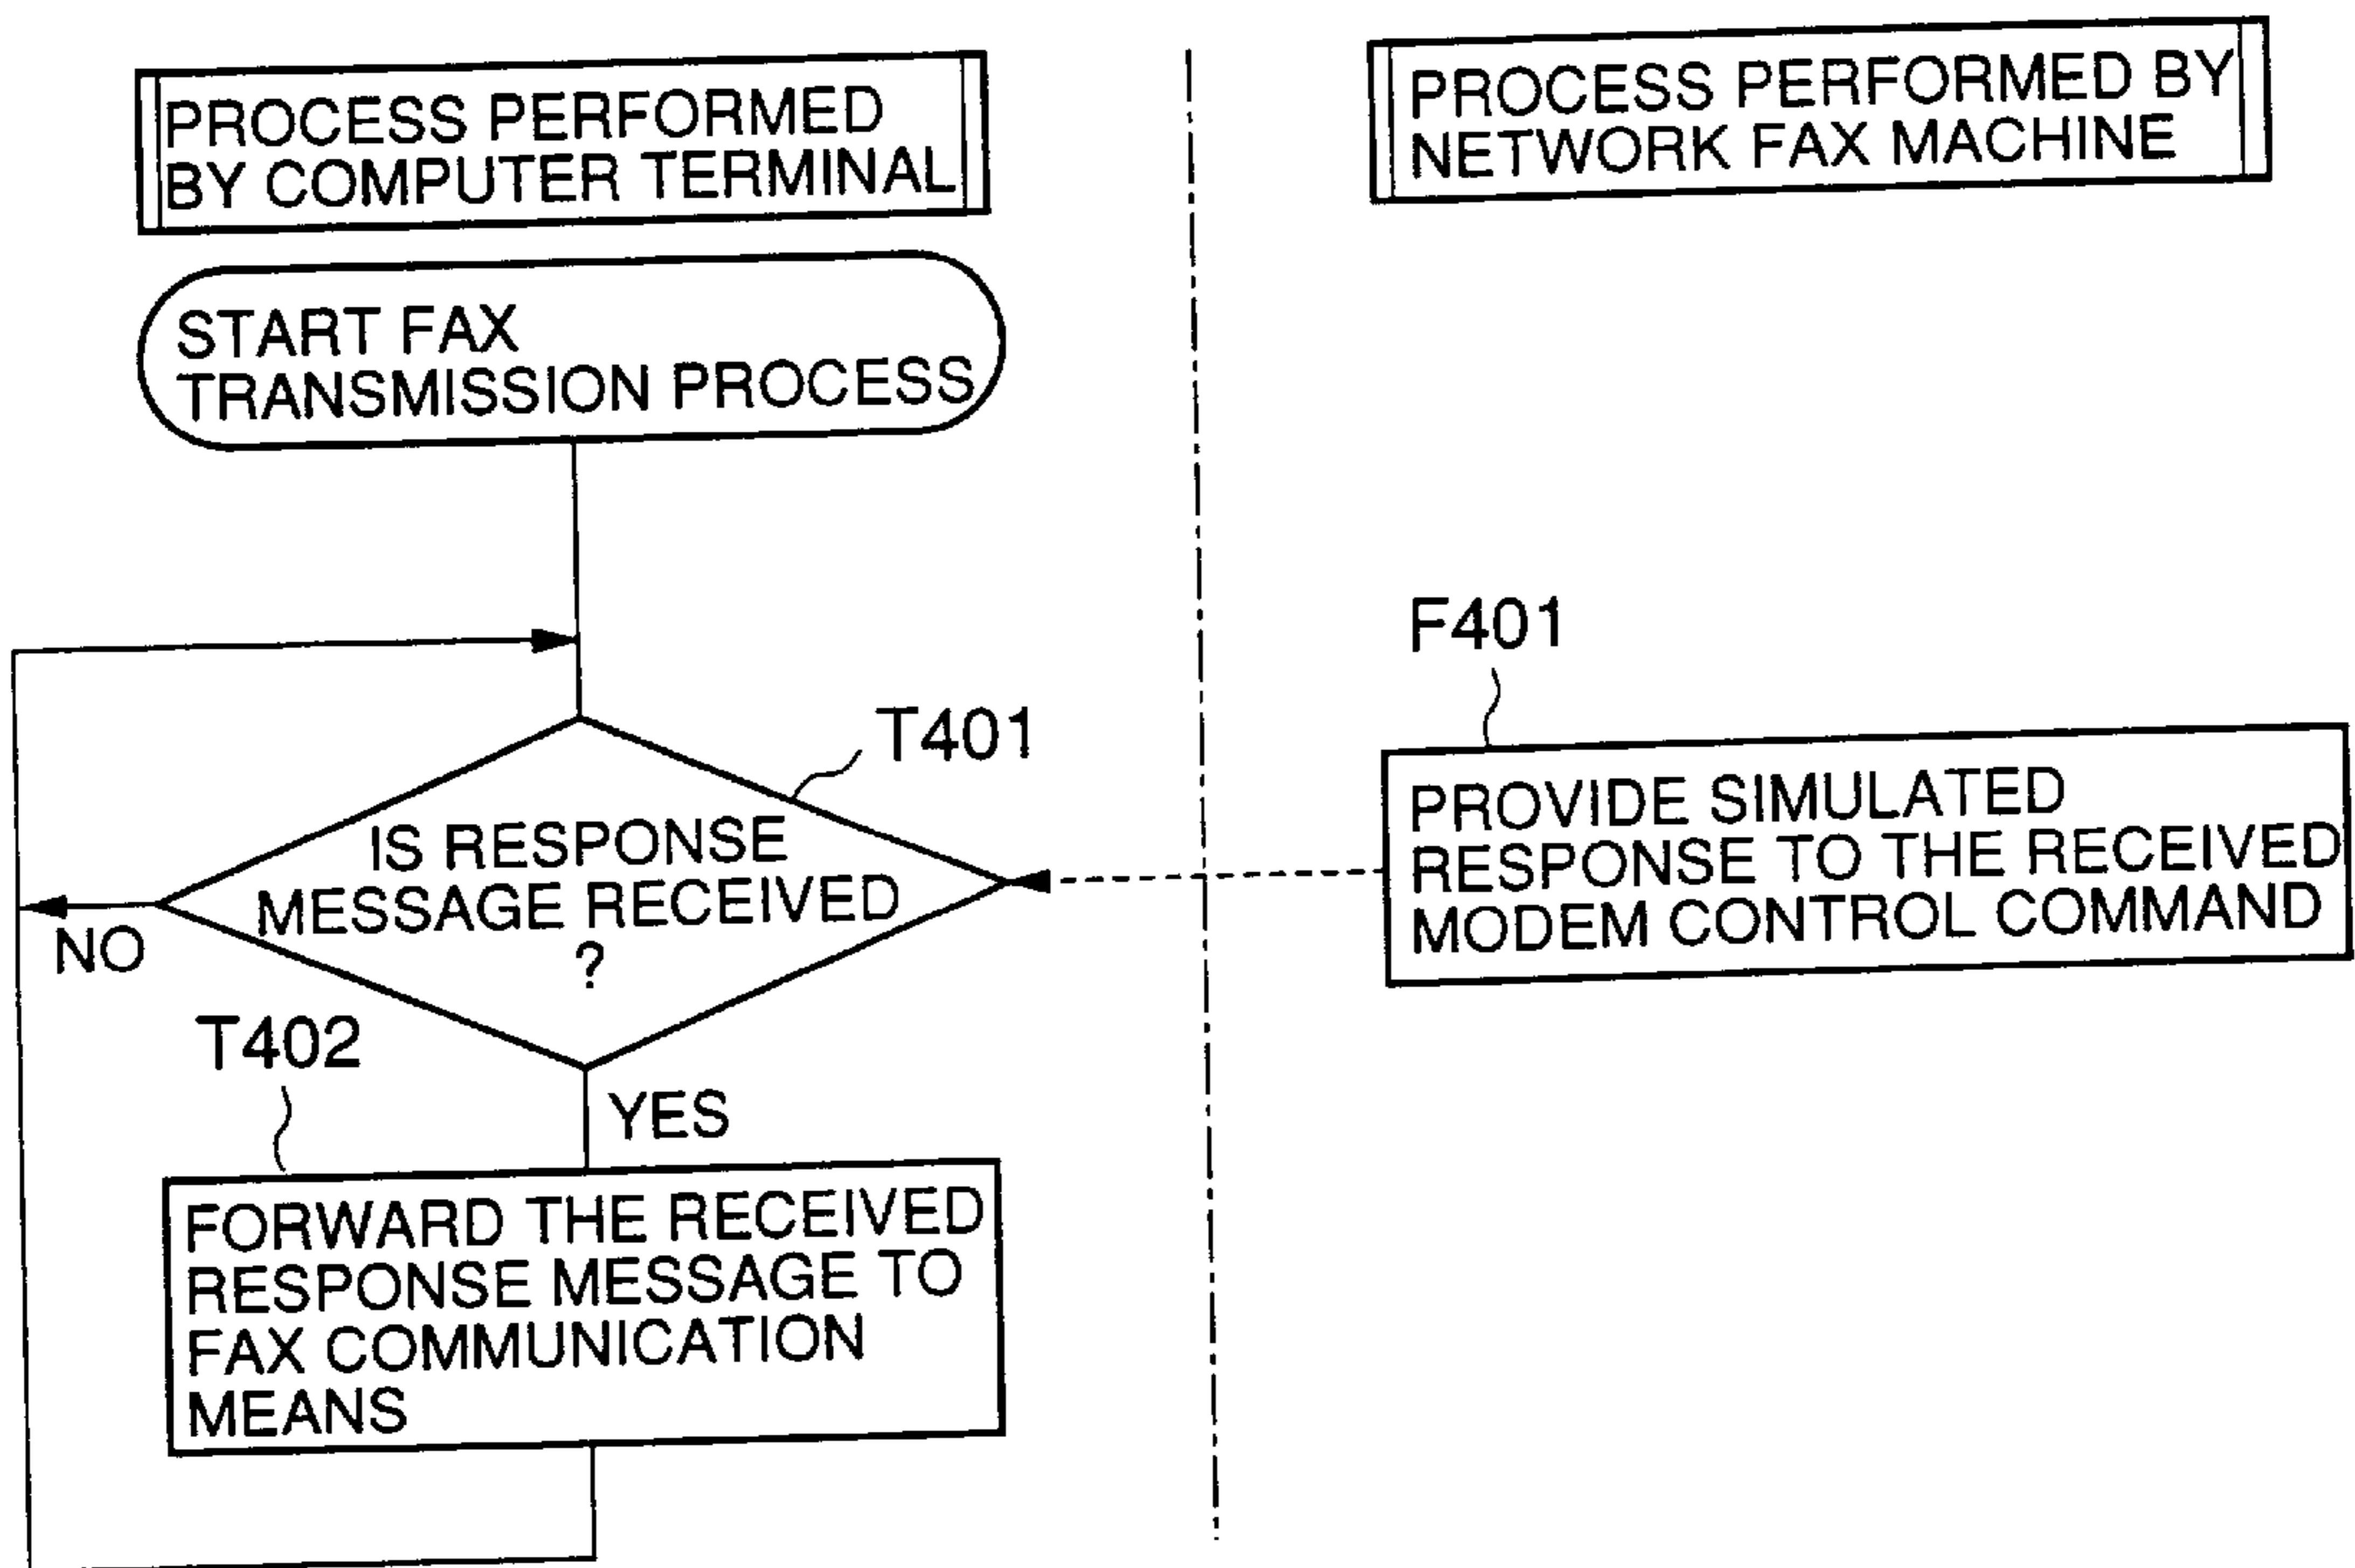 PROCESS PERFORMED
BY COMPUTER TERMINAL
PROCESS PERFORMED BY
NETWORK FAX MACHINE
START FAX
TRANSMISSION PROCESS
F401
T401
IS RESPONSE
MESSAGE RECEIVED
?
NO
PROVIDE SIMULATED
RESPONSE TO THE RECEIVED
MODEM CONTROL COMMAND
T402
YES
FORWARD THE RECEIVED
RESPONSE MESSAGE TO
FAX COMMUNICATION
MEANS